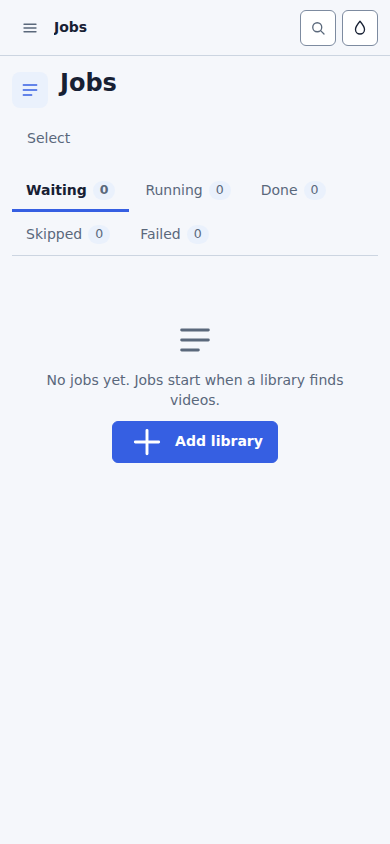 Jobs
Jobs
Select
Waiting 0 Running 0 Done 0
Skipped 0 Failed 0
No jobs yet. Jobs start when a library finds
videos.
Add library